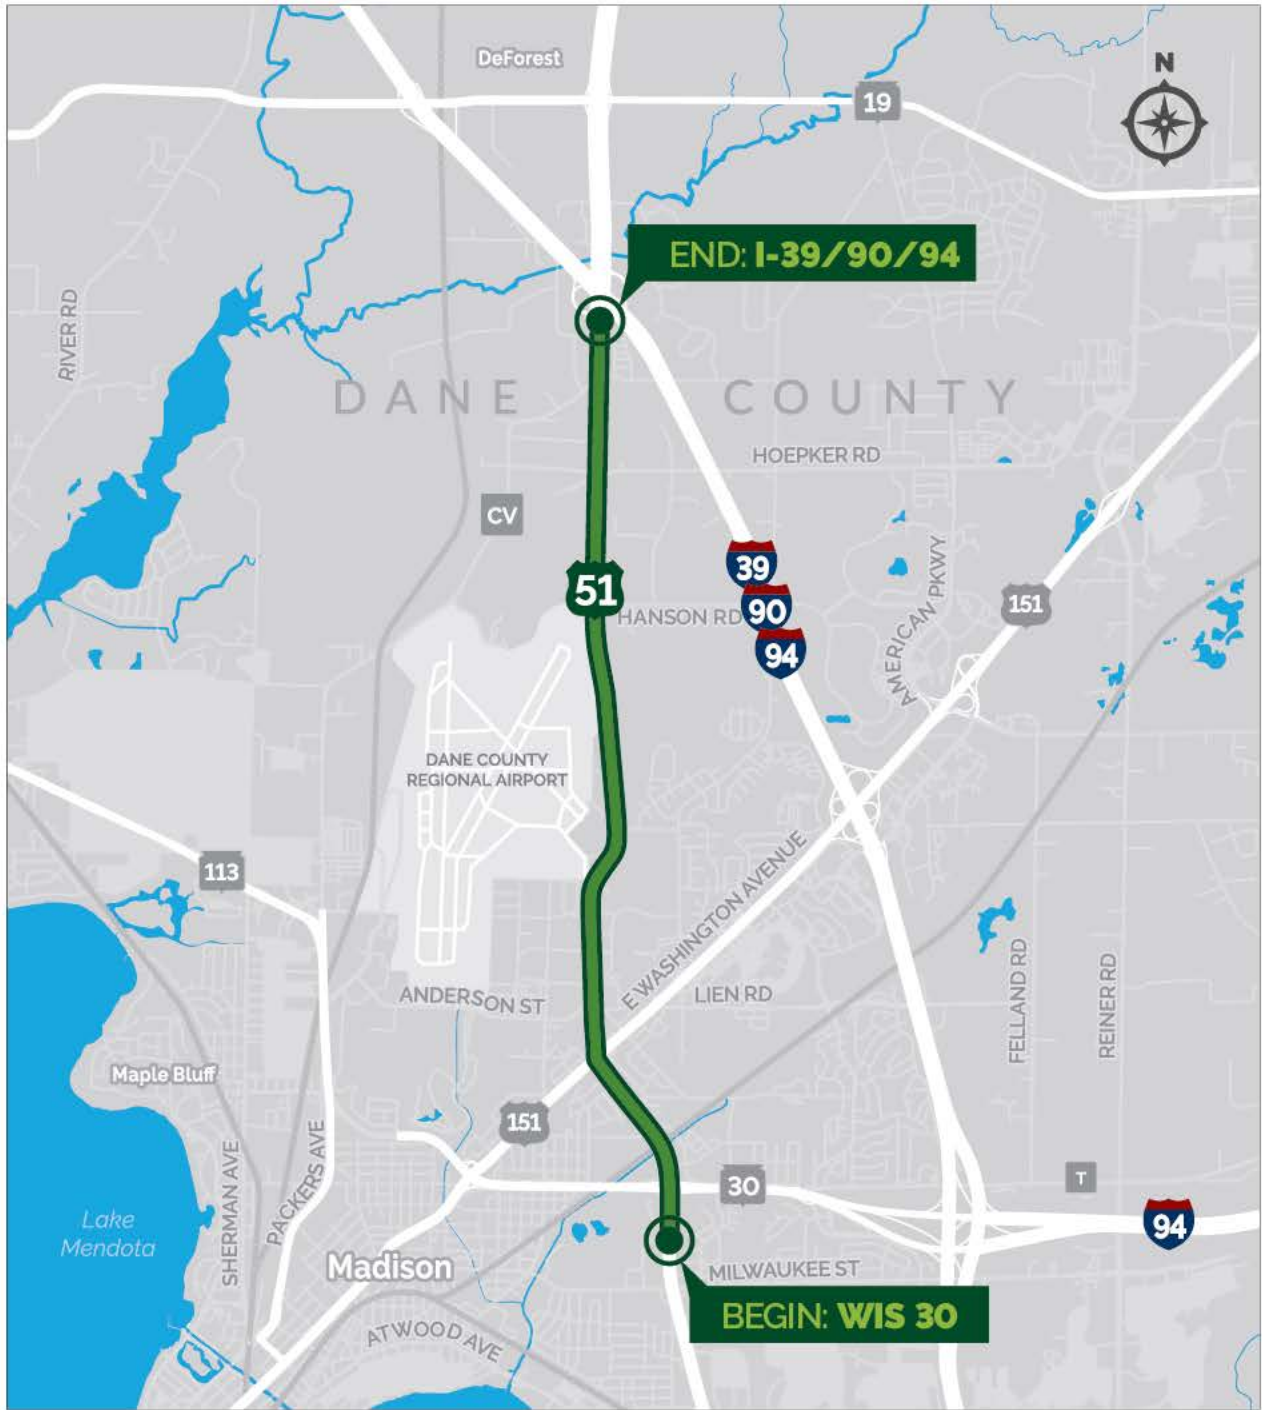 DeForest
N
19
END: I-39/90/94
RIVER RD
DANE COUNTY
HOEPKER RD
CV
39
51
90
HANSON RD
94
AMERICAN PKWY
151
DANE COUNTY
REGIONAL AIRPORT
113
E WASHINGTON AVENUE
ANDERSON ST
LIEN RD
FELLAND RD
REINER RD
Maple Bluff
151
SHERMAN AVE
PACKERS AVE
30
T
94
Lake
Mendota
Madison
MILWAUKEE ST
BEGIN: WIS 30
ATWOOD AVE